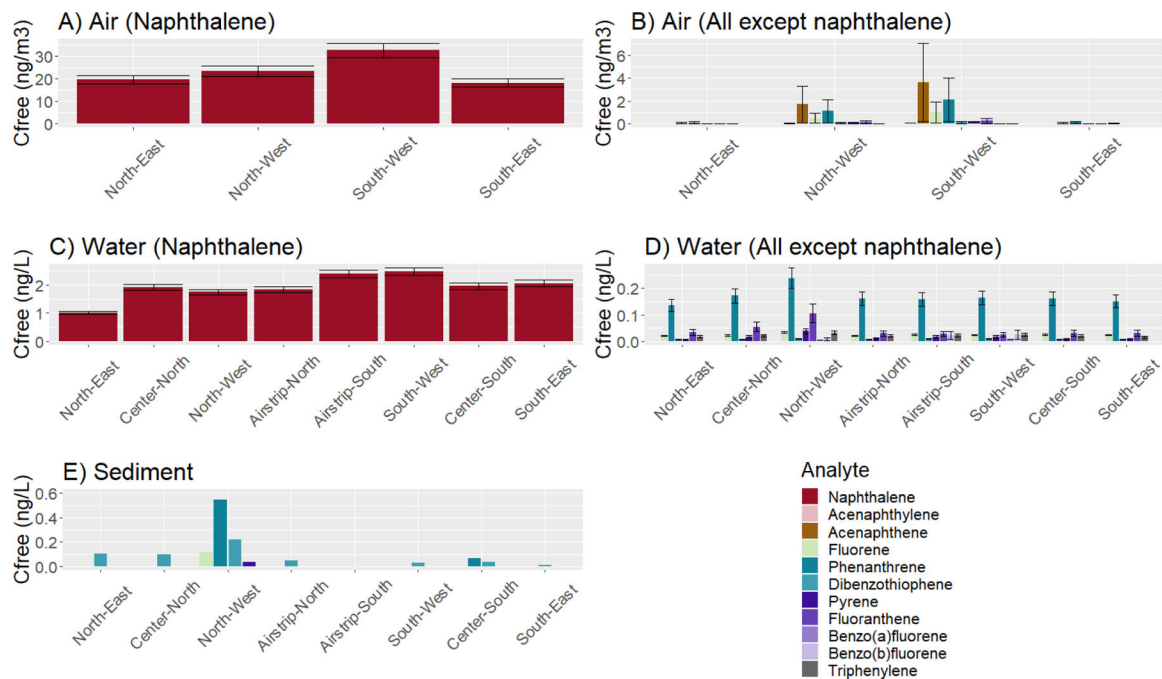 A) Air (Naphthalene)
Cfree (ng/m3)
30
20
10
0
North-East
North-West
South-West
South-East
B) Air (All except naphthalene)
Cfree (ng/m3)
6
4
2
0
North-East
North-West
South-West
South-East
C) Water (Naphthalene)
Cfree (ng/L)
2
1
0
North-East
Center-North
North-West
Airstrip-North
Airstrip-South
South-West
Center-South
South-East
D) Water (All except naphthalene)
Cfree (ng/L)
0.2
0.1
0.0
North-East
Center-North
North-West
Airstrip-North
Airstrip-South
South-West
Center-South
South-East
E) Sediment
Cfree (ng/L)
0.6
0.4
0.2
0.0
North-East
Center-North
North-West
Airstrip-North
Airstrip-South
South-West
Center-South
South-East
Analyte
Naphthalene
Acenaphthylene
Acenaphthene
Fluorene
Phenanthrene
Dibenzothiophene
Pyrene
Fluoranthene
Benzo(a)fluorene
Benzo(b)fluorene
Triphenylene